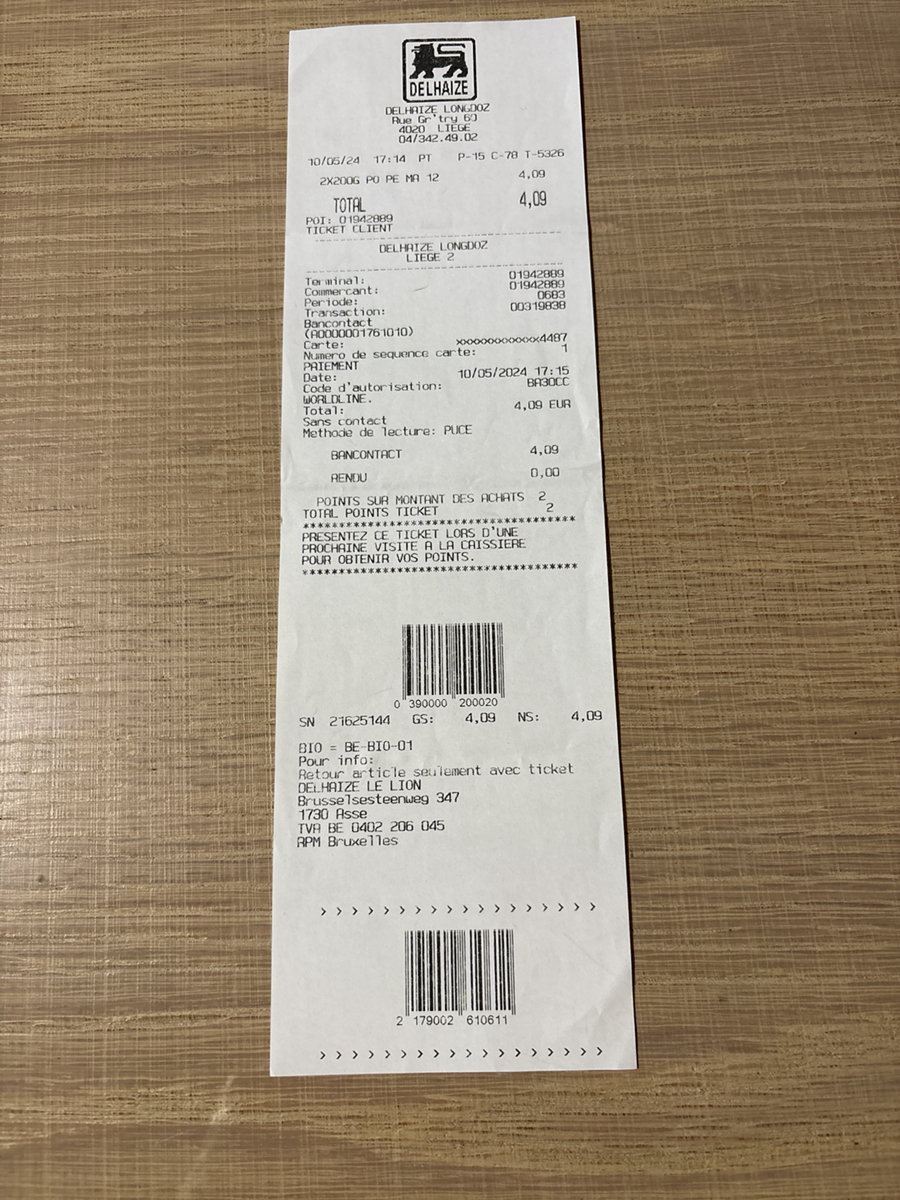 DELHAIZE
DELHAIZE LONGDOZ
Rue Gr'try 60
4020 LIEGE
04/342.49.02
10/05/24 17:14 PT P-15 C-78 T-5326
2X200G PO PE MA 12 4,09
TOTAL 4,09
POI: 01942889
TICKET CLIENT
DELHAIZE LONGDOZ
LIEGE 2
Terminal: 01942889
Commercant: 01942889
Periode: 0683
Transaction: 00319838
Bancontact
(A0000001761010)
Carte: xxxxxxxxxxxxx4487
Numero de sequence carte: 1
PAIEMENT
Date: 10/05/2024 17:15
Code d'autorisation: BA30CC
WORLDLINE.
Total: 4,09 EUR
Sans contact
Methode de lecture: PUCE
BANCONTACT 4,09
RENDU 0,00
POINTS SUR MONTANT DES ACHATS 2
TOTAL POINTS TICKET 2
************************************
PRESENTEZ CE TICKET LORS D'UNE
PROCHAINE VISITE A LA CAISSIERE
POUR OBTENIR VOS POINTS.
************************************
0 390000 200020
SN 21625144 GS: 4,09 NS: 4,09
BIO = BE-BIO-01
Pour info:
Retour article seulement avec ticket
DELHAIZE LE LION
Brusselsesteenweg 347
1730 Asse
TVA BE 0402 206 045
RPM Bruxelles
> > > > > > > > > > > > > > > > > > >
2 179002 610611
> > > > > > > > > > > > > > > > > > >